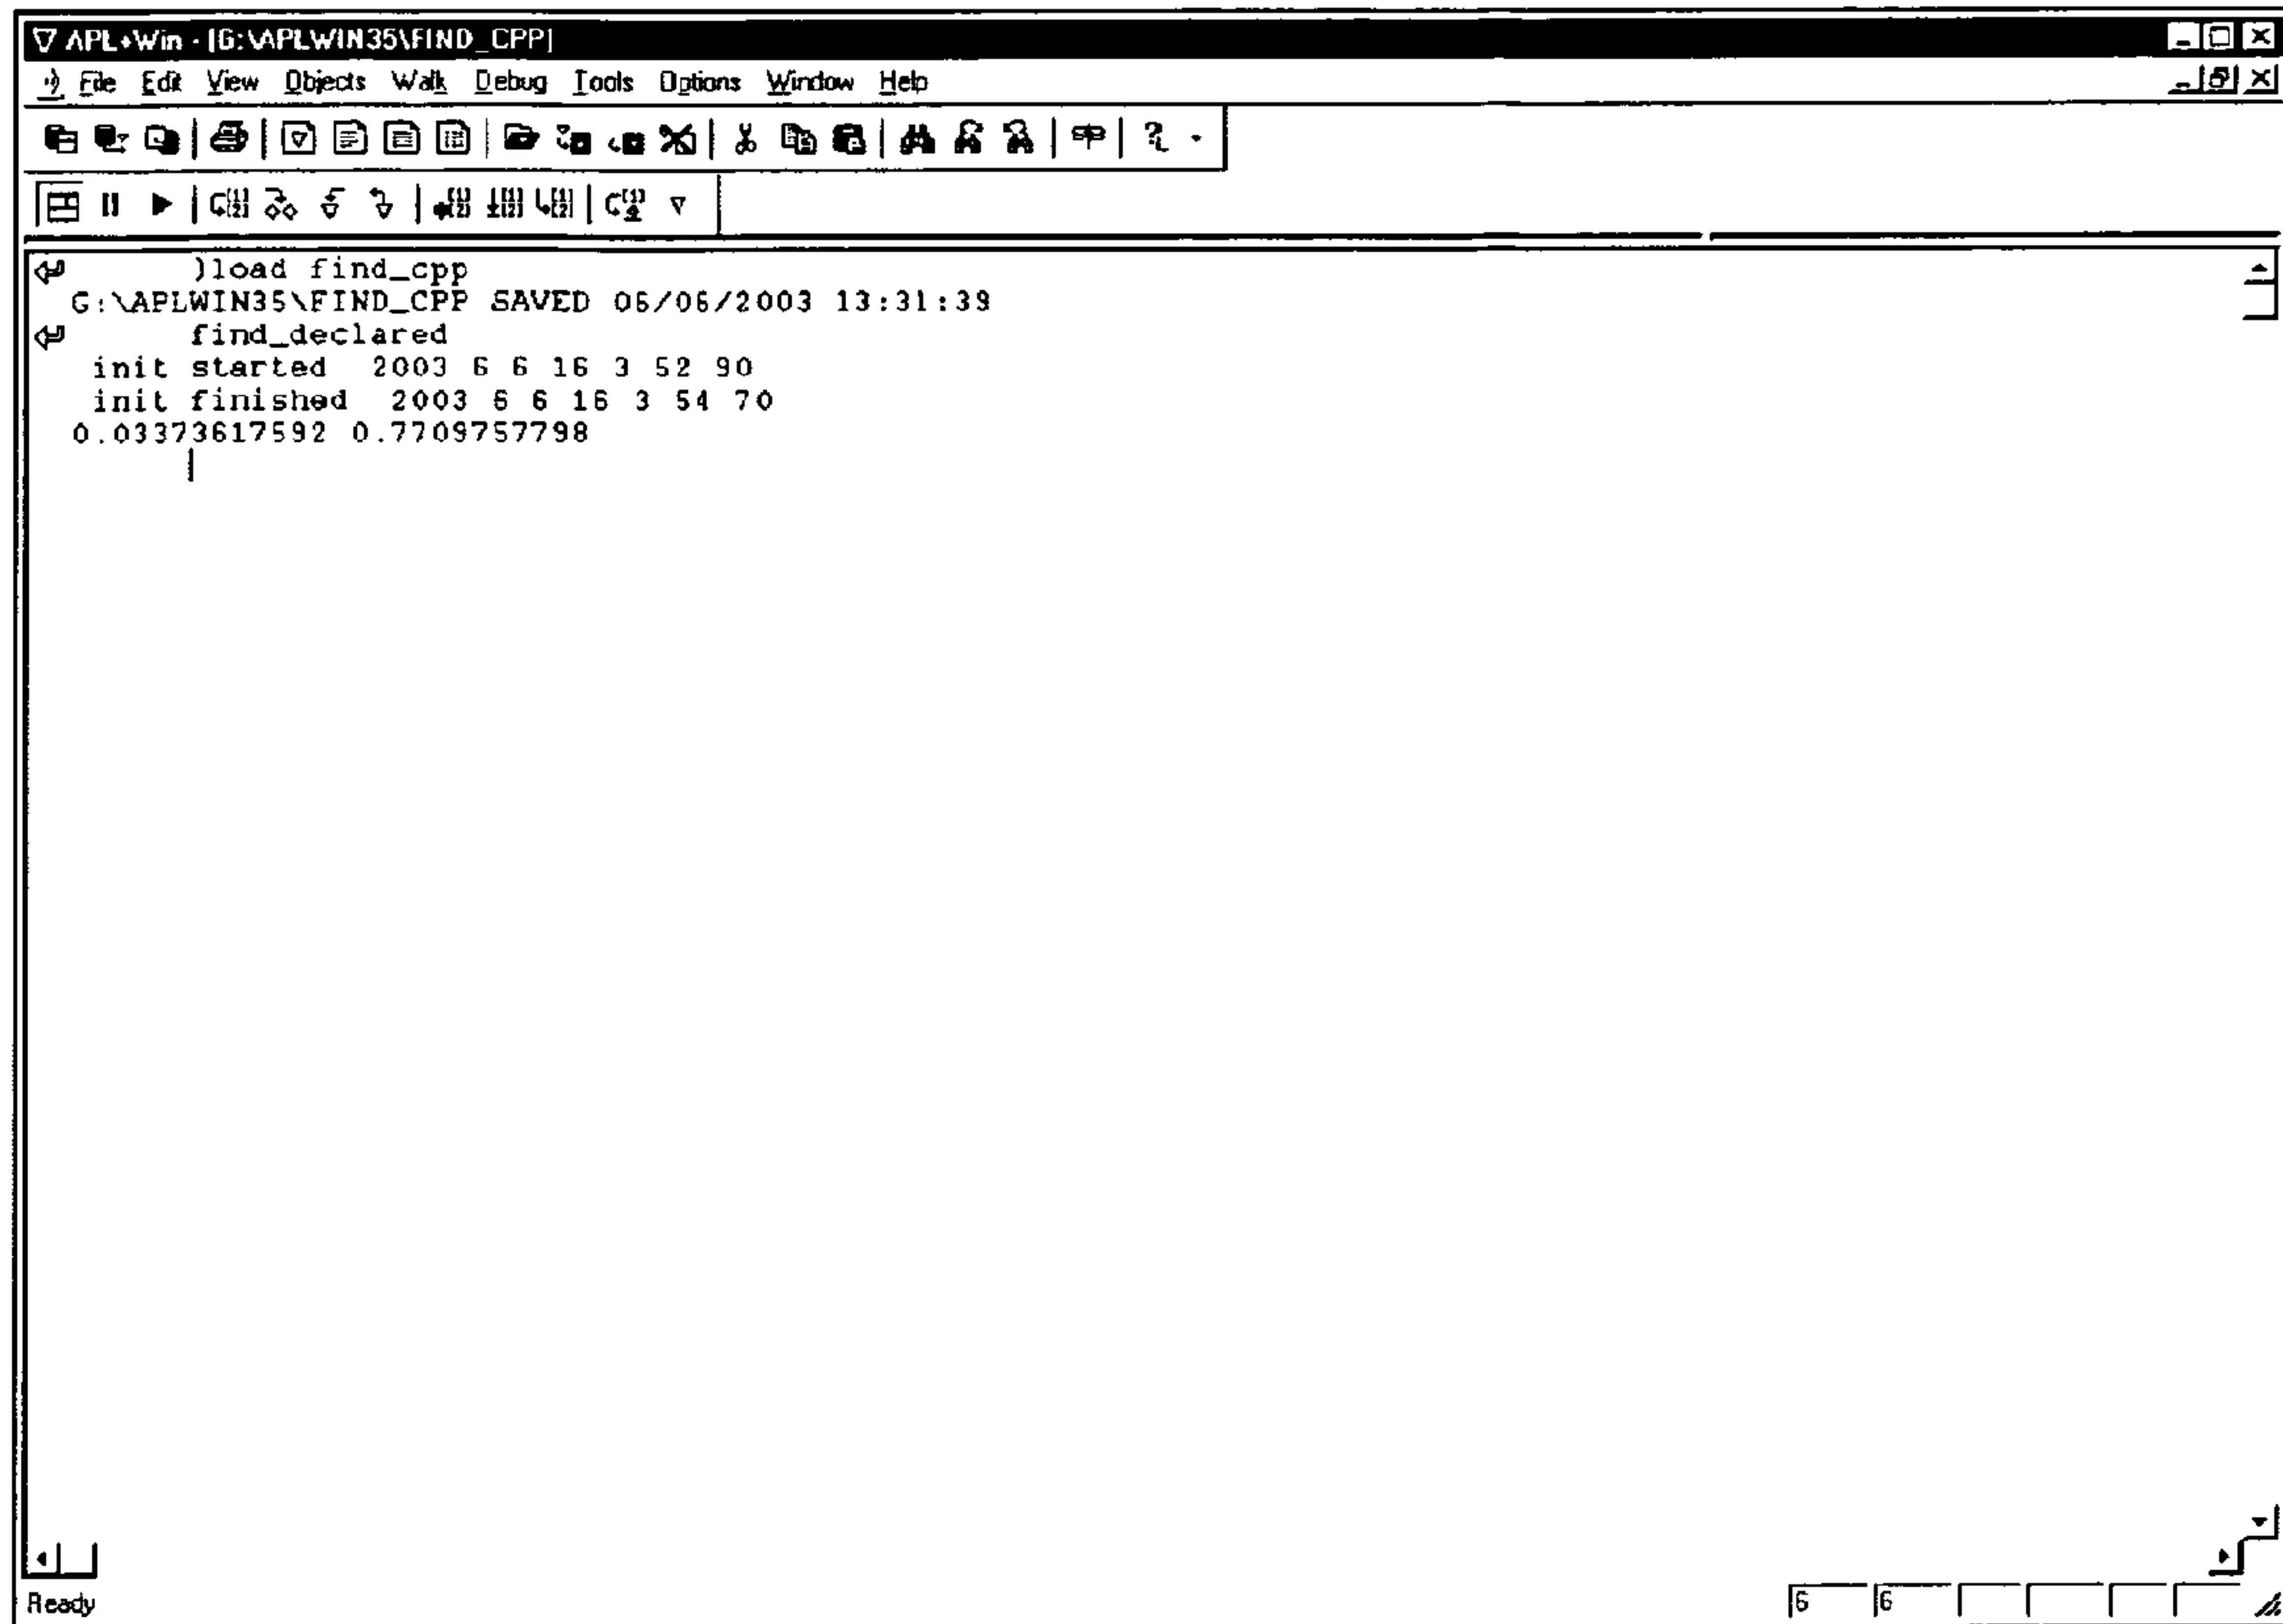 APL+Win - [G:\APLWIN35\FIND_CPP]
File Edit View Objects Walk Debug Tools Options Window Help
)load find_cpp
G:\APLWIN35\FIND_CPP SAVED 06/06/2003 13:31:39
find_declared
init started 2003 6 6 16 3 52 90
init finished 2003 6 6 16 3 54 70
0.03373617592 0.7709757798
Ready
6 6